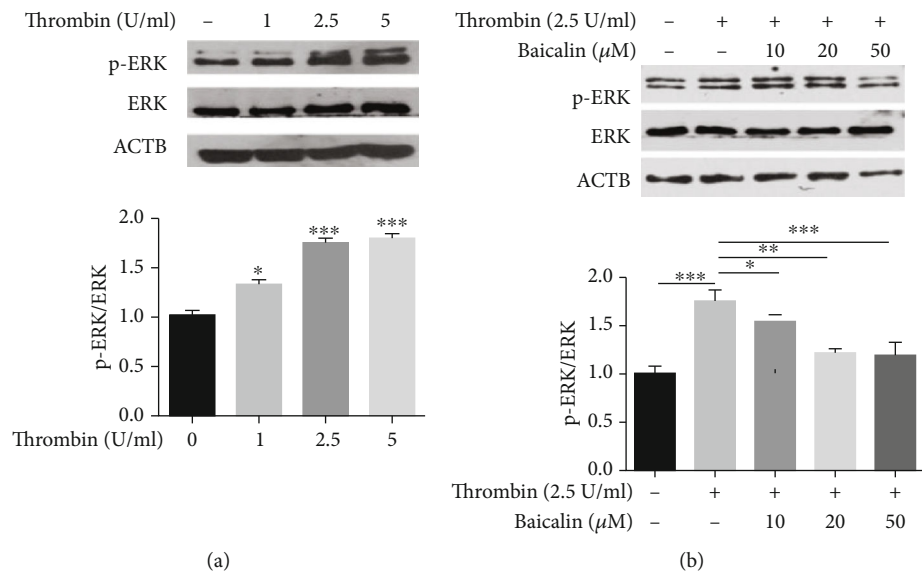 Thrombin (U/ml) – 1 2.5 5
p-ERK
ERK
ACTB
2.0
1.5
1.0
0.5
0.0
p-ERK/ERK
* *** ***
Thrombin (U/ml) 0 1 2.5 5
(a)
Thrombin (2.5 U/ml) – + + + +
Baicalin (μM) – – 10 20 50
p-ERK
ERK
ACTB
***
**
*
***
2.0
1.5
1.0
0.5
0.0
p-ERK/ERK
Thrombin (2.5 U/ml) – + + + +
Baicalin (μM) – – 10 20 50
(b)